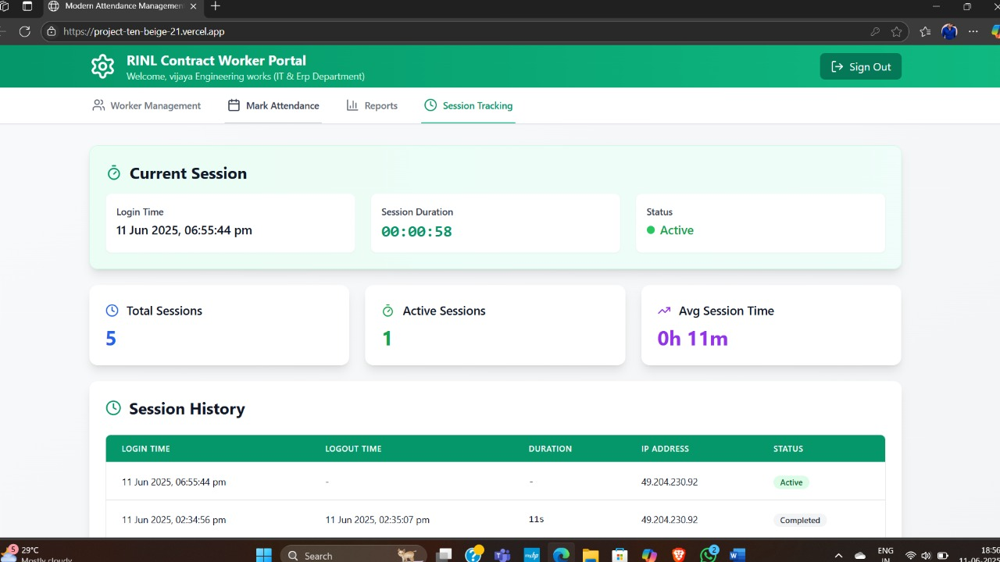 Modern Attendance Managemen
https://project-ten-beige-21.vercel.app
RINL Contract Worker Portal
Welcome, vijaya Engineering works (IT & Erp Department)
Sign Out
Worker Management
Mark Attendance
Reports
Session Tracking
Current Session
Login Time
Session Duration
Status
11 Jun 2025, 06:55:44 pm
00:00:58
Active
Total Sessions
Active Sessions
Avg Session Time
5
1
0h 11m
Session History
LOGIN TIME LOGOUT TIME DURATION IP ADDRESS STATUS
11 Jun 2025, 06:55:44 pm - - 49.204.230.92 Active
11 Jun 2025, 02:34:56 pm 11 Jun 2025, 02:35:07 pm 11s 49.204.230.92 Completed
5
29°C
Mostly cloudy
Search
myhp
2
ENG
IN
18:56
11-06-202